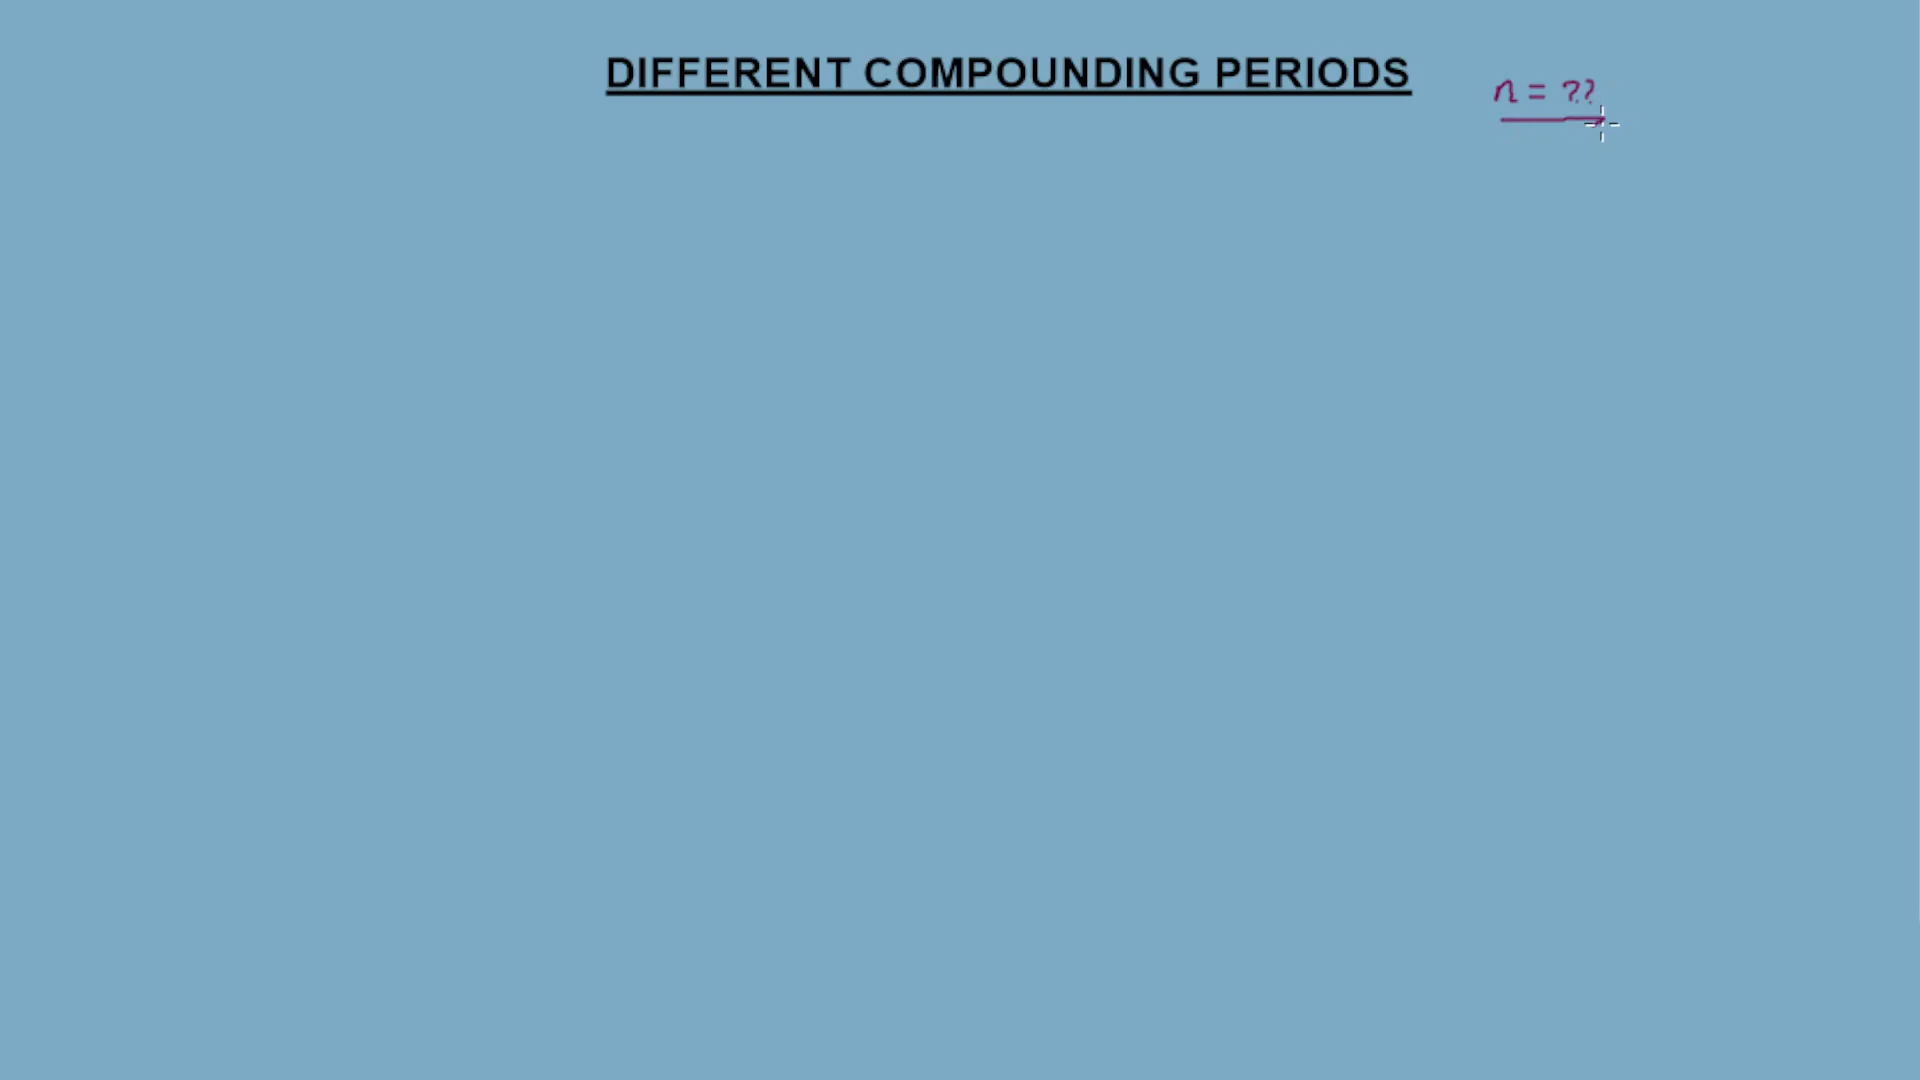 DIFFERENT COMPOUNDING PERIODS
n = ??